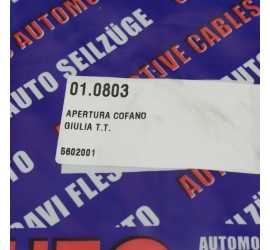 AUTOMO
AUTO SEILZÜGE
TIVE CABLES
01.0803
APERTURA COFANO
GIULIA T.T.
6602001
AVI FLES
AUTOMO